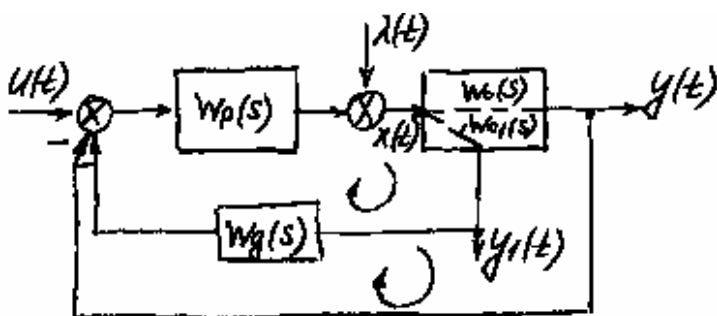 λ(t)
u(t)
Wp(s)
W₀(s)
W₀₁(s)
y(t)
−
x(t)
Wg(s)
y₁(t)